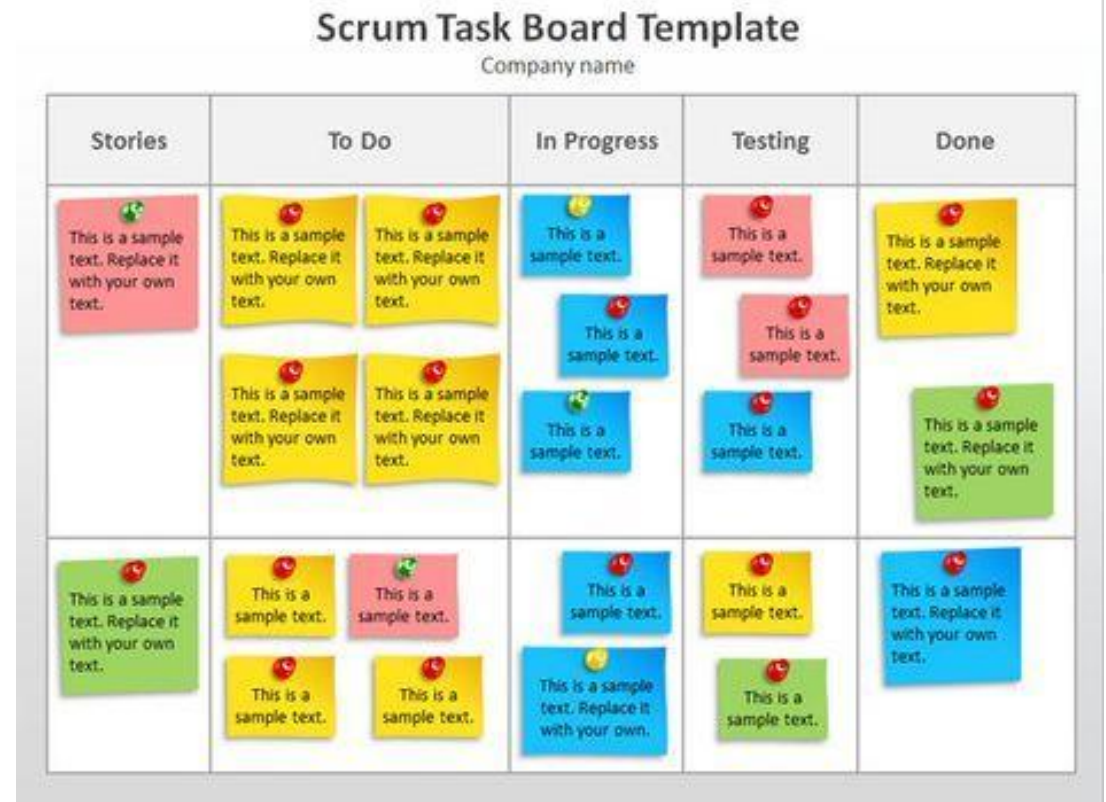 Scrum Task Board Template
Company name
Stories
To Do
In Progress
Testing
Done
This is a sample
text. Replace it
with your own
text.
This is a sample
text. Replace it
with your own
text.
This is a sample
text. Replace it
with your own
text.
This is a sample
text. Replace it
with your own
text.
This is a sample
text. Replace it
with your own
text.
This is a
sample text.
This is a
sample text.
This is a
sample text.
This is a
sample text.
This is a
sample text.
This is a
sample text.
This is a sample
text. Replace it
with your own
text.
This is a sample
text. Replace it
with your own
text.
This is a sample
text. Replace it
with your own
text.
This is a
sample text.
This is a
sample text.
This is a
sample text.
This is a
sample text.
This is a
sample text.
This is a sample
text. Replace it
with your own.
This is a
sample text.
This is a
sample text.
This is a sample
text. Replace it
with your own
text.